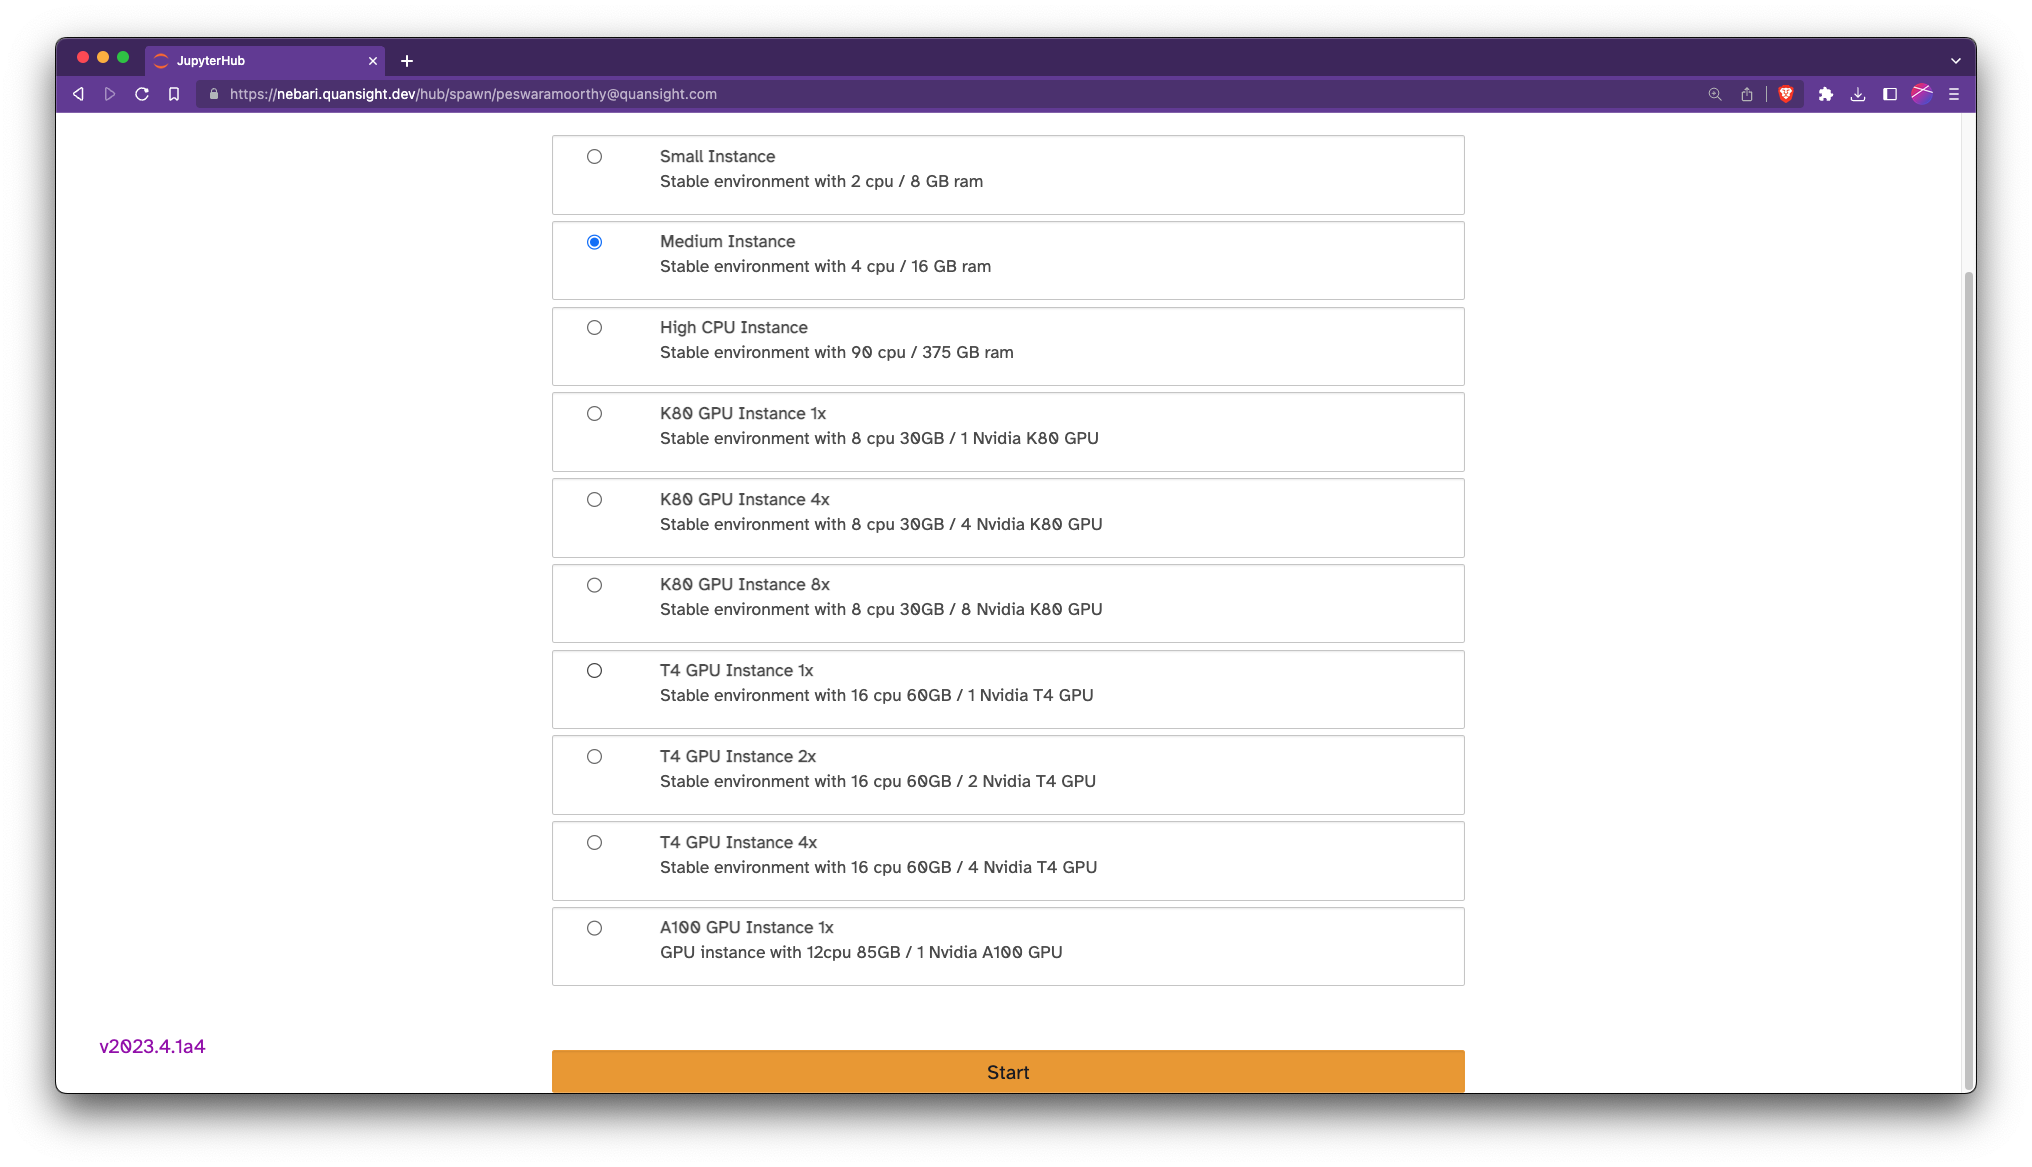 JupyterHub
https://nebari.quansight.dev/hub/spawn/peswaramoorthy@quansight.com
Small Instance
Stable environment with 2 cpu / 8 GB ram
Medium Instance
Stable environment with 4 cpu / 16 GB ram
High CPU Instance
Stable environment with 90 cpu / 375 GB ram
K80 GPU Instance 1x
Stable environment with 8 cpu 30GB / 1 Nvidia K80 GPU
K80 GPU Instance 4x
Stable environment with 8 cpu 30GB / 4 Nvidia K80 GPU
K80 GPU Instance 8x
Stable environment with 8 cpu 30GB / 8 Nvidia K80 GPU
T4 GPU Instance 1x
Stable environment with 16 cpu 60GB / 1 Nvidia T4 GPU
T4 GPU Instance 2x
Stable environment with 16 cpu 60GB / 2 Nvidia T4 GPU
T4 GPU Instance 4x
Stable environment with 16 cpu 60GB / 4 Nvidia T4 GPU
A100 GPU Instance 1x
GPU instance with 12cpu 85GB / 1 Nvidia A100 GPU
v2023.4.1a4
Start